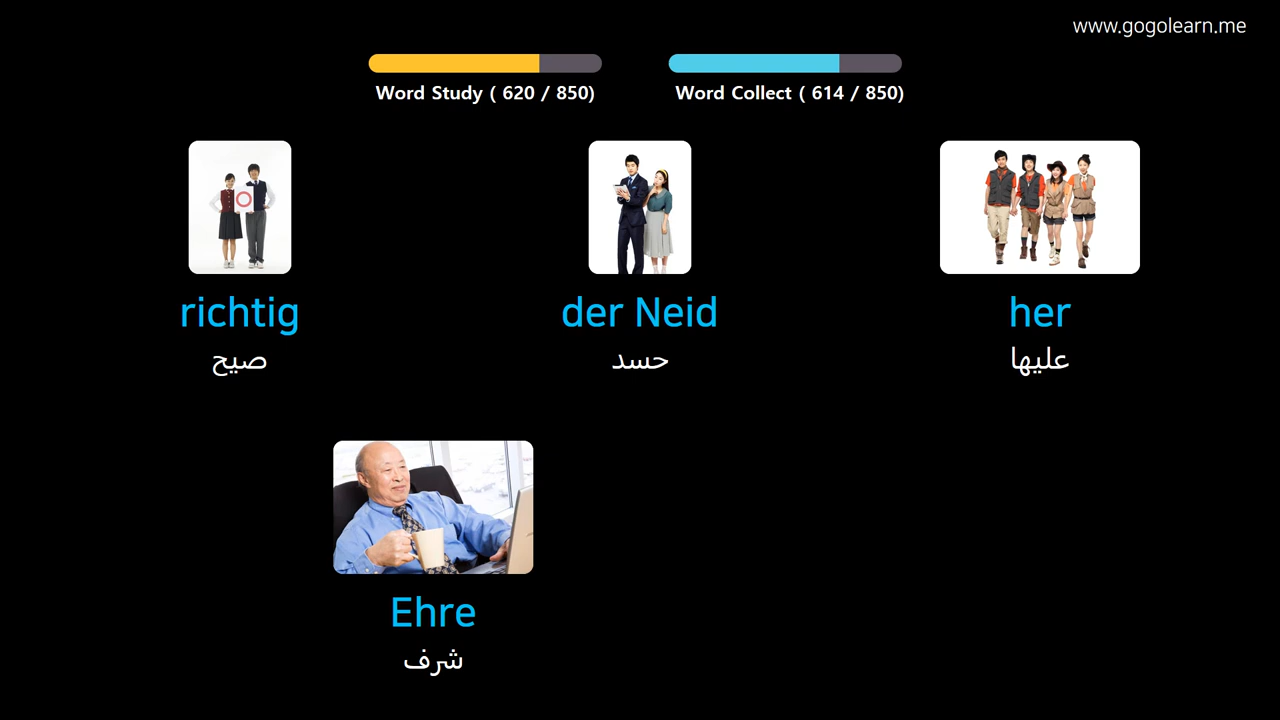 www.gogolearn.me
Word Study ( 620 / 850)
Word Collect ( 614 / 850)
richtig
der Neid
her
صيح
حسد
عليها
Ehre
شرف